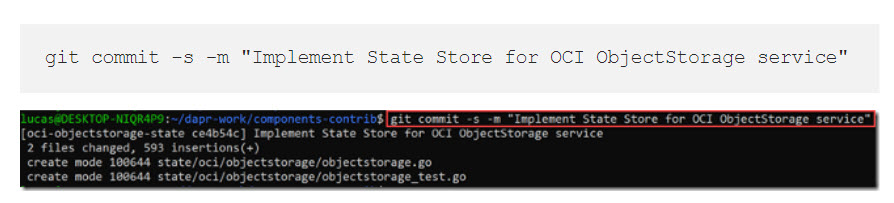 git commit -s -m "Implement State Store for OCI ObjectStorage service"
lucas@DESKTOP-NIQR4P9:~/dapr-work/components-contrib$ git commit -s -m "Implement State Store for OCI ObjectStorage service"
[oci-objectstorage-state ce4b54c] Implement State Store for OCI ObjectStorage service
2 files changed, 593 insertions(+)
create mode 100644 state/oci/objectstorage/objectstorage.go
create mode 100644 state/oci/objectstorage/objectstorage_test.go